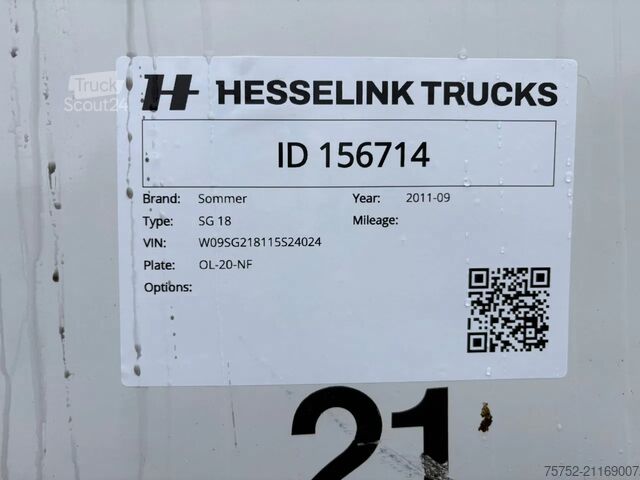 Truck
Scout24
H HESSELINK TRUCKS
ID 156714
Brand: Sommer Year: 2011-09
Type: SG 18 Mileage:
VIN: W09SG218115S24024
Plate: OL-20-NF
Options:
21
75752-21169007